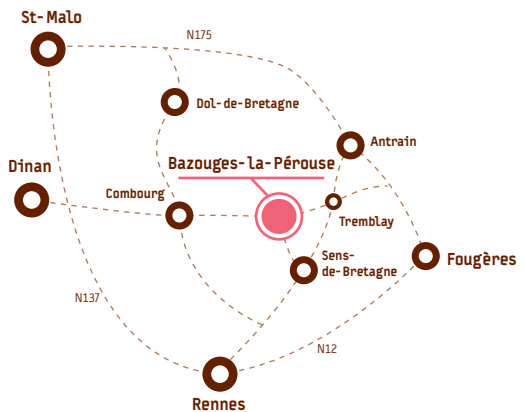 St-Malo
N175
Dol-de-Bretagne
Antrain
Bazouges-la-Pérouse
Dinan
Combourg
Tremblay
Sens-
de-Bretagne
Fougères
N137
N12
Rennes